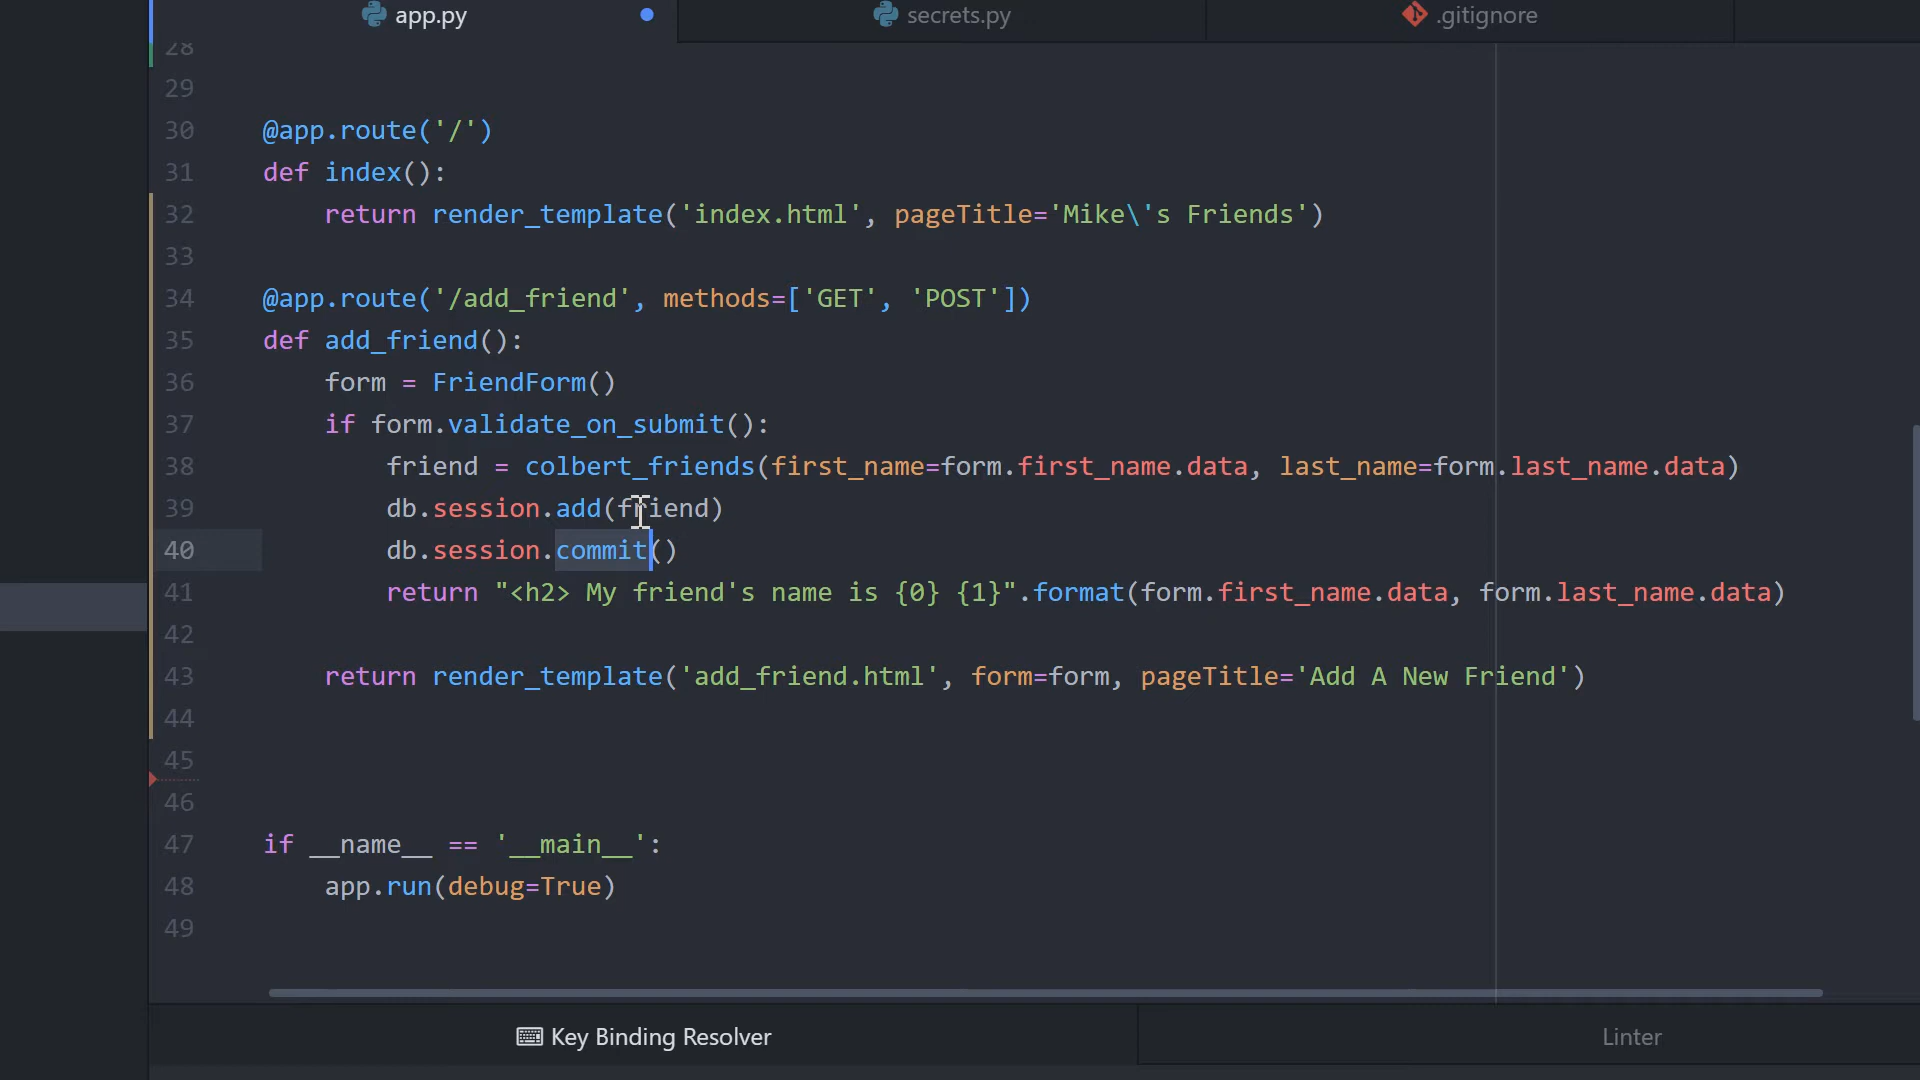 app.py
secrets.py
.gitignore
28
29
30 @app.route('/')
31 def index():
32 return render_template('index.html', pageTitle='Mike\'s Friends')
33
34 @app.route('/add_friend', methods=['GET', 'POST'])
35 def add_friend():
36 form = FriendForm()
37 if form.validate_on_submit():
38 friend = colbert_friends(first_name=form.first_name.data, last_name=form.last_name.data)
39 db.session.add(friend)
40 db.session.commit()
41 return "<h2> My friend's name is {0} {1}".format(form.first_name.data, form.last_name.data)
42
43 return render_template('add_friend.html', form=form, pageTitle='Add A New Friend')
44
45
46
47 if __name__ == '__main__':
48 app.run(debug=True)
49
Key Binding Resolver
Linter